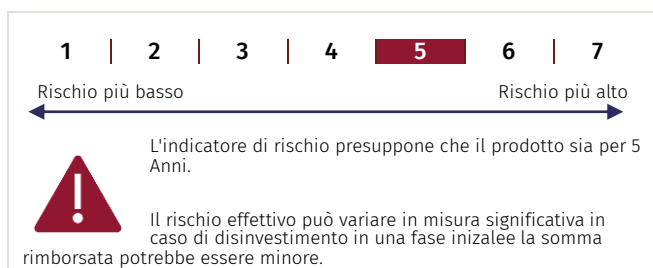 1 2 3 4 5 6 7
Rischio più basso Rischio più alto
L'indicatore di rischio presuppone che il prodotto sia per 5
Anni.
Il rischio effettivo può variare in misura significativa in
caso di disinvestimento in una fase inizalee la somma
rimborsata potrebbe essere minore.